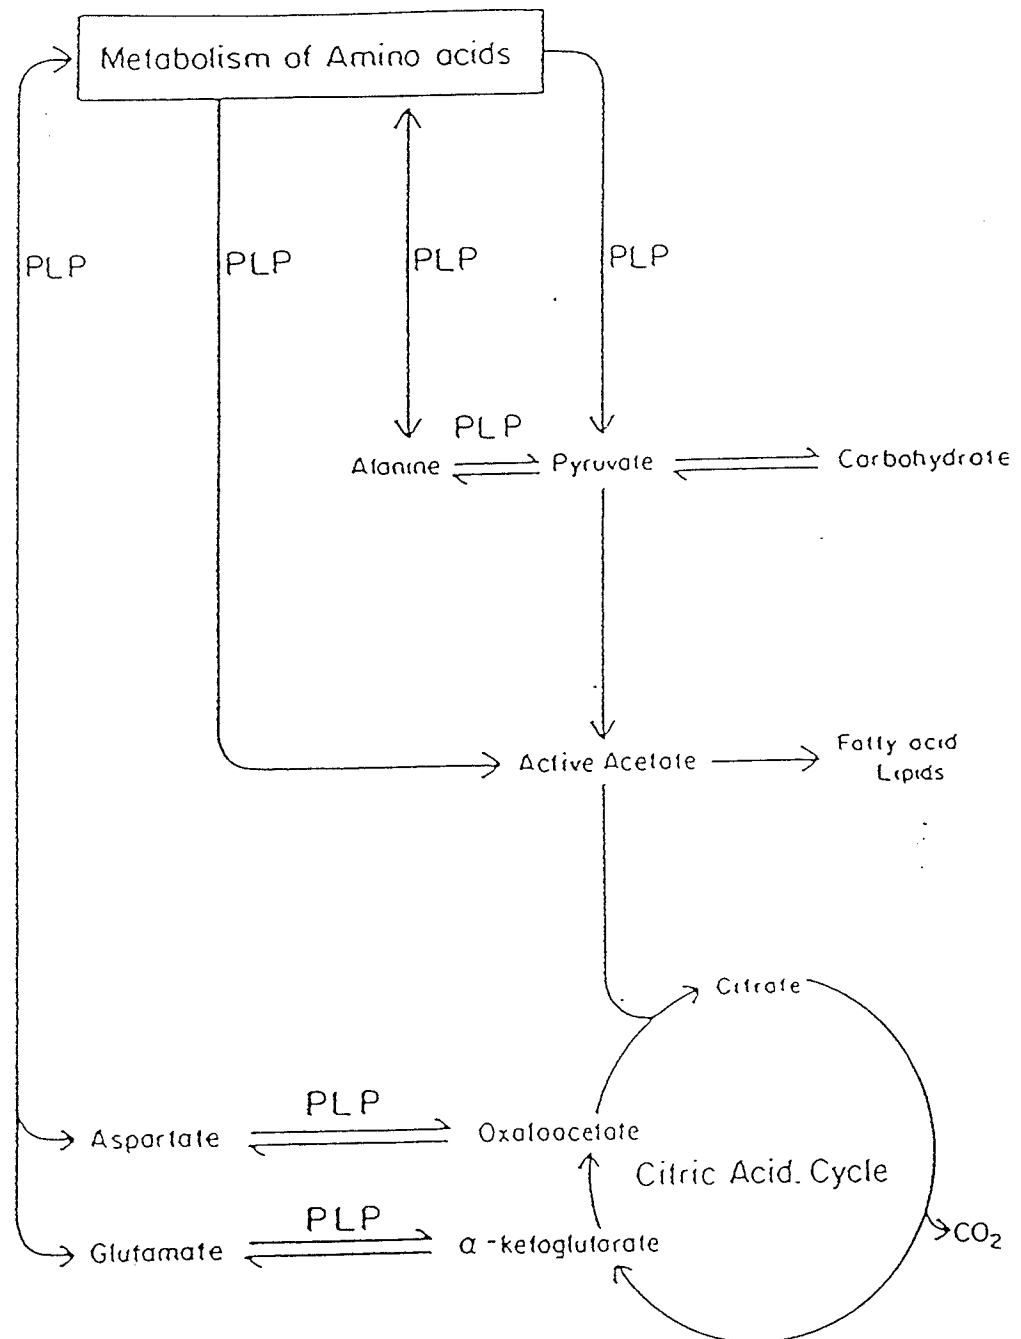 Metabolism of Amino acids
PLP PLP PLP PLP
PLP
Alanine Pyruvate Carbohydrate
Active Acetate
Fatty acid
Lipids
Citrate
PLP
Aspartate Oxaloacetate
Citric Acid. Cycle
PLP
Glutamate α-ketoglutarate
CO₂